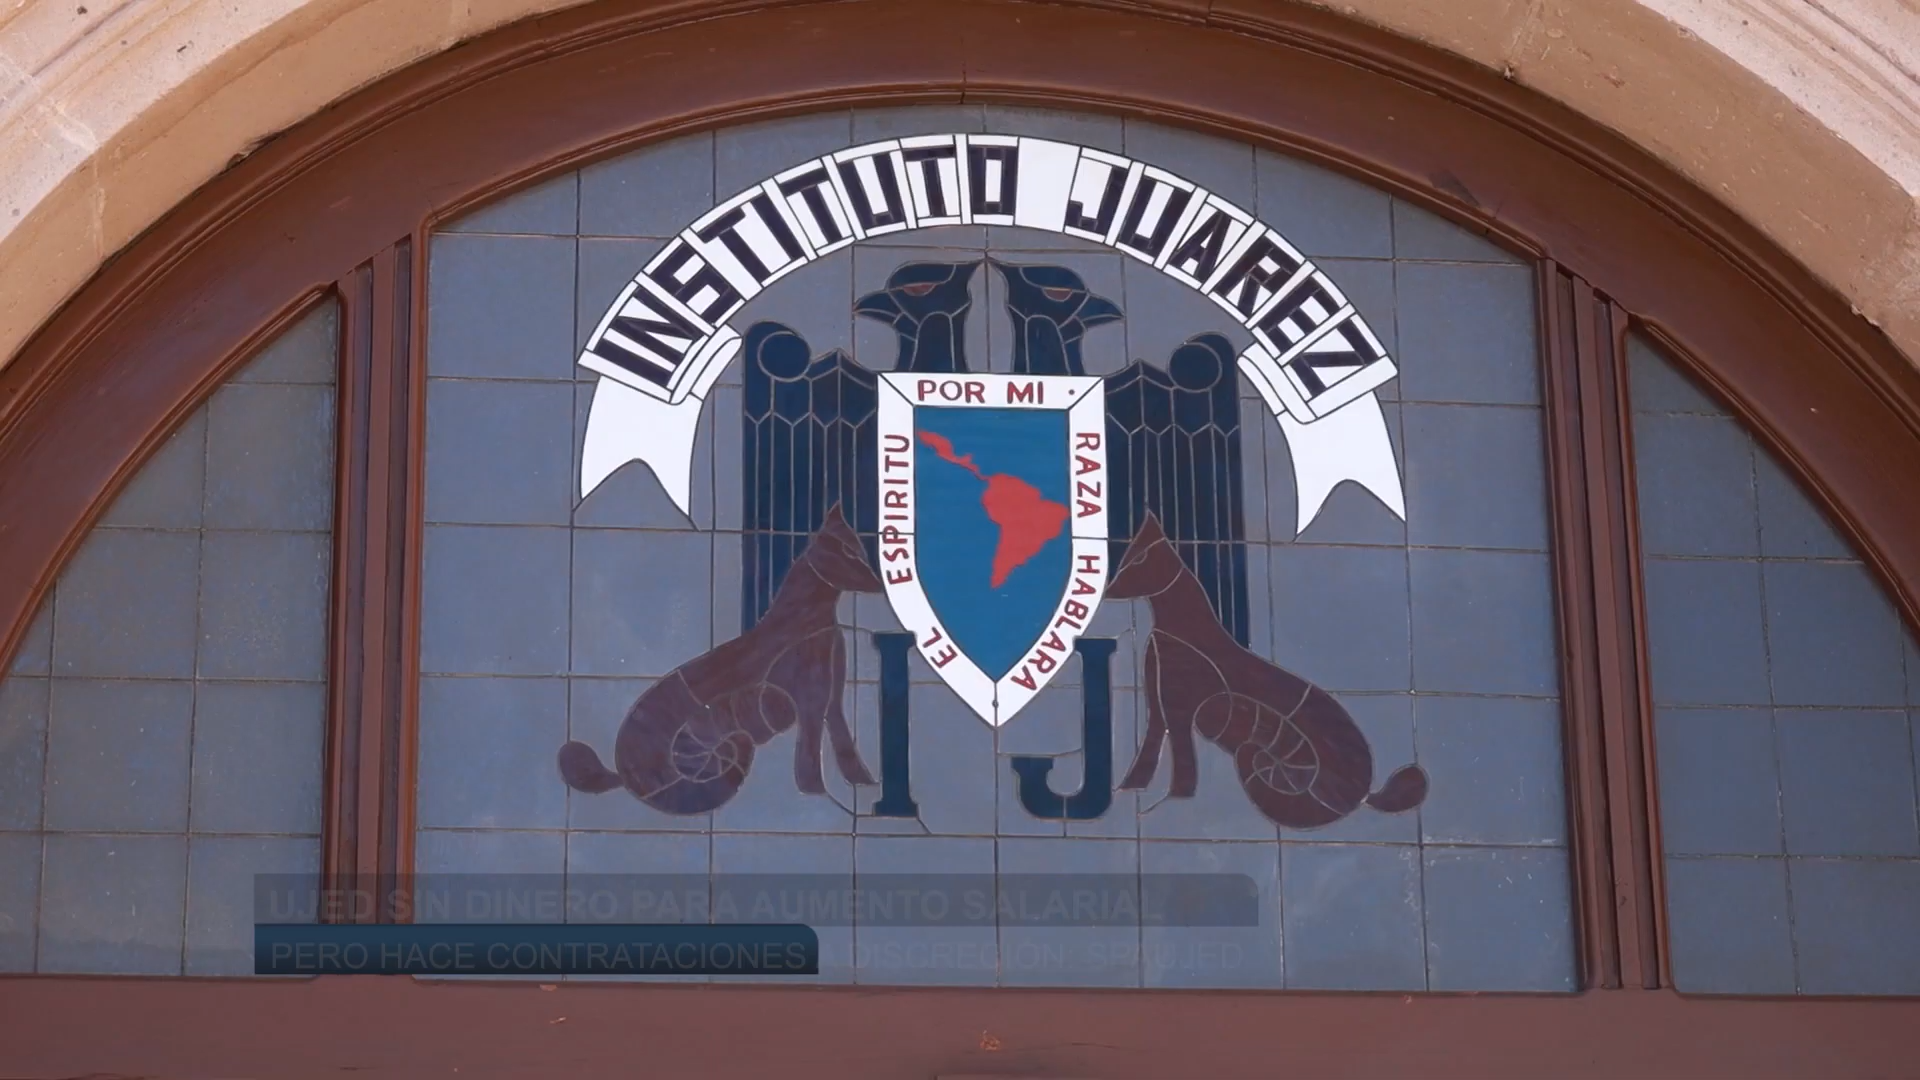 INSTITUTO JUAREZ
POR MI ·
RAZA HABLARA
EL ESPIRITU
I J
UJED SIN DINERO PARA AUMENTO SALARIAL
PERO HACE CONTRATACIONES A DISCRECIÓN: SPAUJED